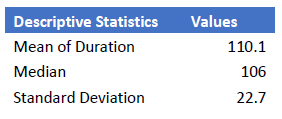 Descriptive Statistics Values
Mean of Duration 110.1
Median 106
Standard Deviation 22.7